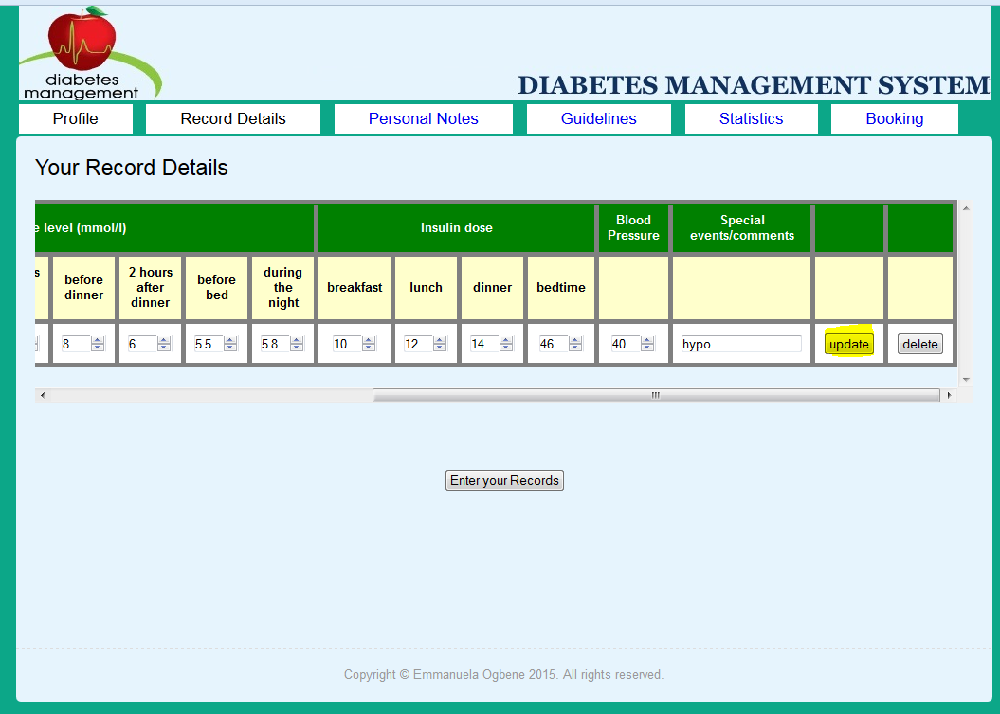 diabetes
management
DIABETES MANAGEMENT SYSTEM
Profile Record Details Personal Notes Guidelines Statistics Booking
Your Record Details
e level (mmol/l) Insulin dose Blood Pressure Special events/comments
s before dinner 2 hours after dinner before bed during the night breakfast lunch dinner bedtime
8 6 5.5 5.8 10 12 14 46 40 hypo update delete
Enter your Records
Copyright © Emmanuela Ogbene 2015. All rights reserved.